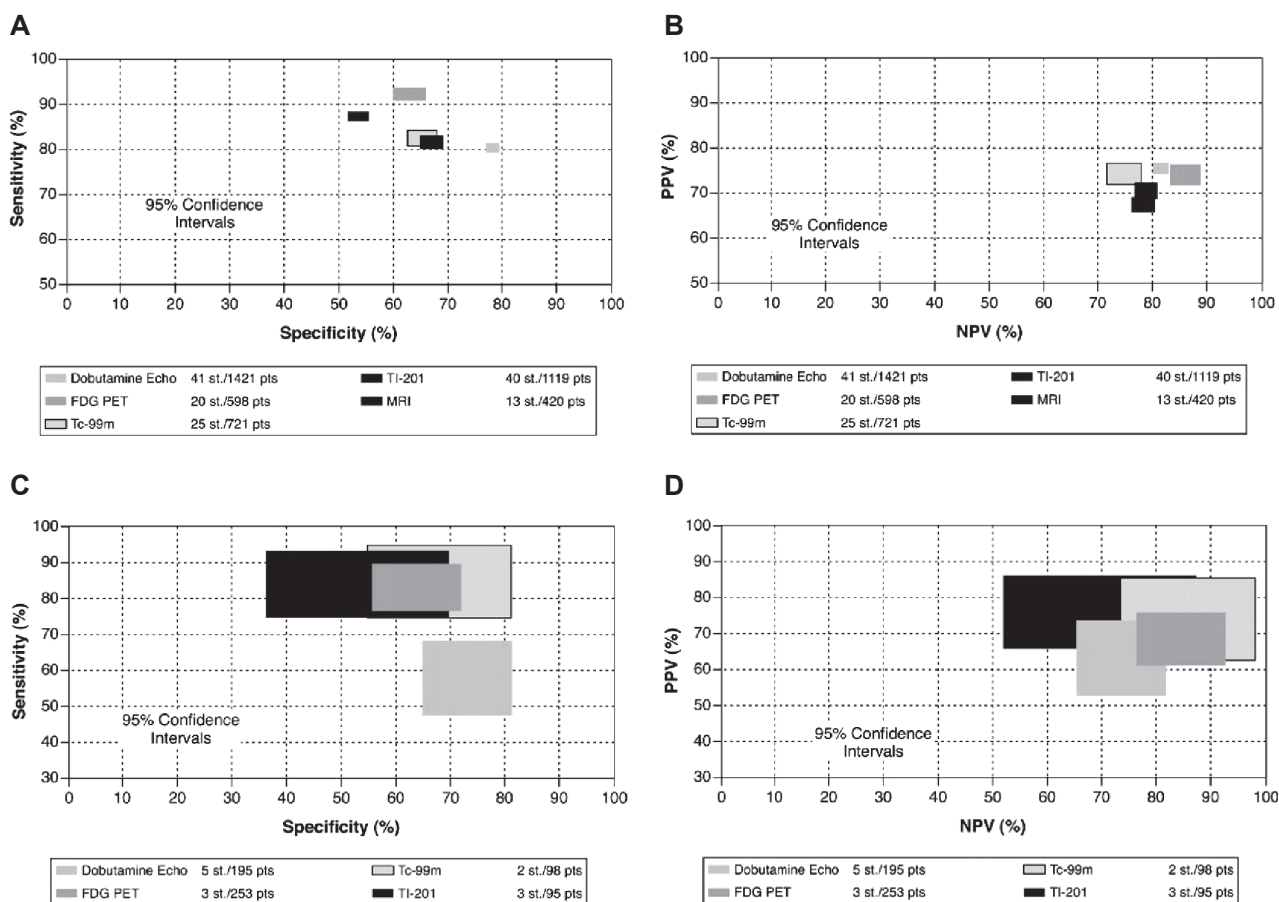 A
100
90
80
70
60
50
Sensitivity (%)
95% Confidence
Intervals
0 10 20 30 40 50 60 70 80 90 100
Specificity (%)
Dobutamine Echo 41 st./1421 pts TI-201 40 st./1119 pts
FDG PET 20 st./598 pts MRI 13 st./420 pts
Tc-99m 25 st./721 pts
B
100
90
80
70
60
50
PPV (%)
95% Confidence
Intervals
0 10 20 30 40 50 60 70 80 90 100
NPV (%)
Dobutamine Echo 41 st./1421 pts TI-201 40 st./1119 pts
FDG PET 20 st./598 pts MRI 13 st./420 pts
Tc-99m 25 st./721 pts
C
100
90
80
70
60
50
40
30
Sensitivity (%)
95% Confidence
Intervals
0 10 20 30 40 50 60 70 80 90 100
Specificity (%)
Dobutamine Echo 5 st./195 pts Tc-99m 2 st./98 pts
FDG PET 3 st./253 pts TI-201 3 st./95 pts
D
100
90
80
70
60
50
40
30
PPV (%)
95% Confidence
Intervals
0 10 20 30 40 50 60 70 80 90 100
NPV (%)
Dobutamine Echo 5 st./195 pts Tc-99m 2 st./98 pts
FDG PET 3 st./253 pts TI-201 3 st./95 pts